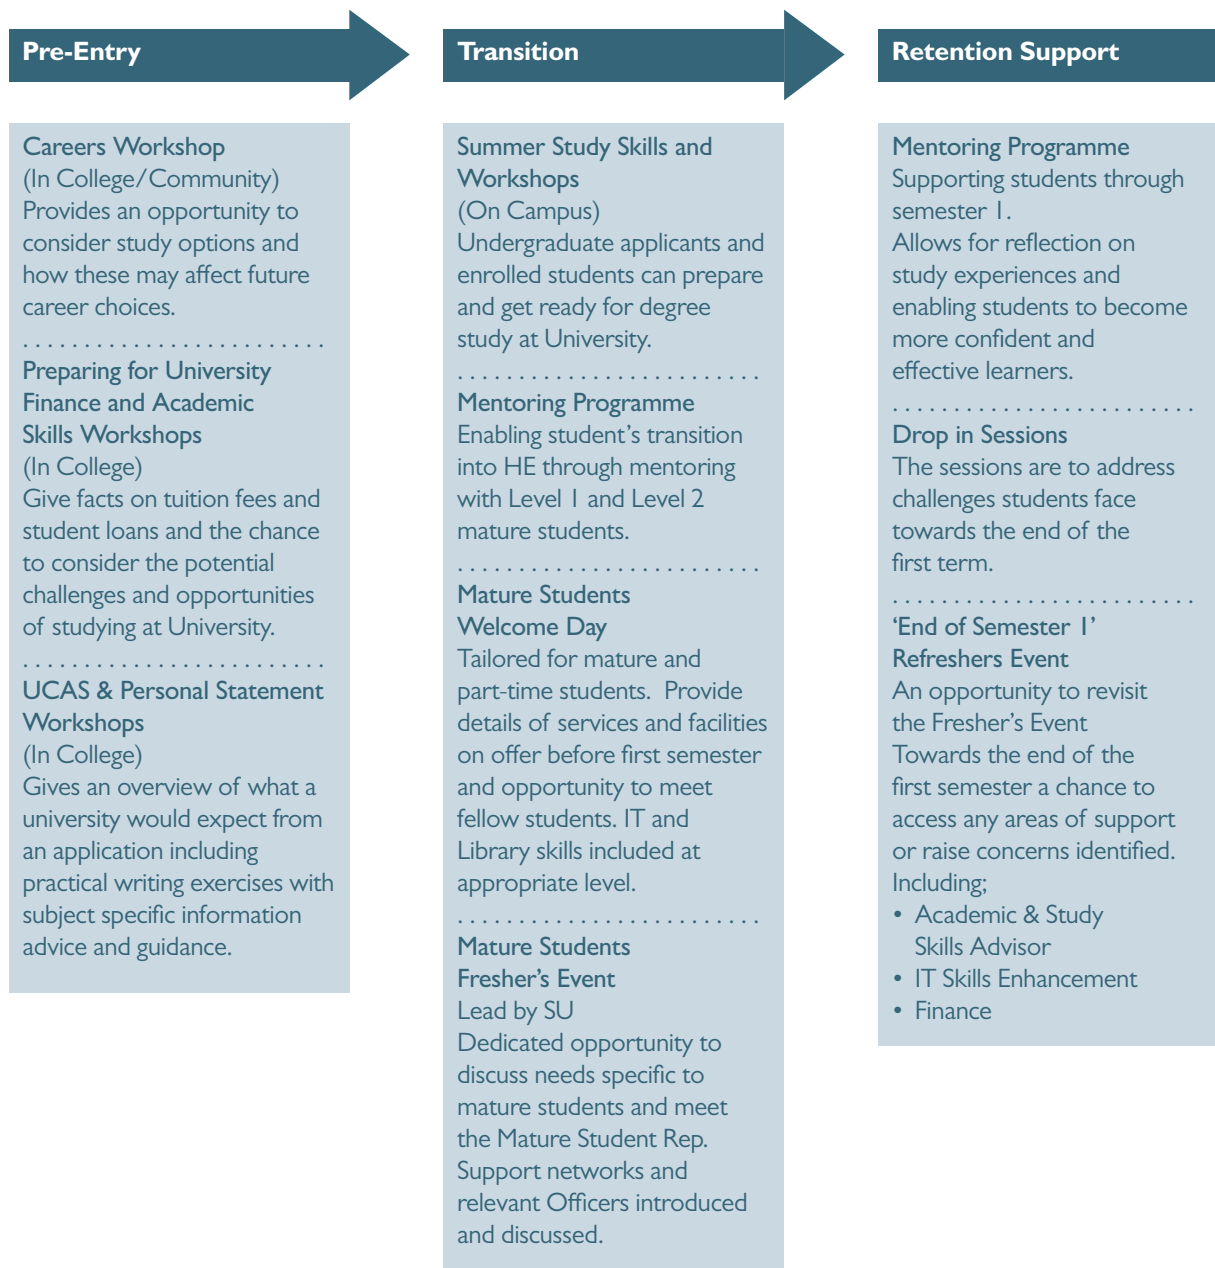 Pre-Entry
Careers Workshop
(In College/Community)
Provides an opportunity to
consider study options and
how these may affect future
career choices.
. . . . . . . . . . . . . . . . . . . . . . . . .
Preparing for University
Finance and Academic
Skills Workshops
(In College)
Give facts on tuition fees and
student loans and the chance
to consider the potential
challenges and opportunities
of studying at University.
. . . . . . . . . . . . . . . . . . . . . . . . .
UCAS & Personal Statement
Workshops
(In College)
Gives an overview of what a
university would expect from
an application including
practical writing exercises with
subject specific information
advice and guidance.
Transition
Summer Study Skills and
Workshops
(On Campus)
Undergraduate applicants and
enrolled students can prepare
and get ready for degree
study at University.
. . . . . . . . . . . . . . . . . . . . . . . . .
Mentoring Programme
Enabling student’s transition
into HE through mentoring
with Level 1 and Level 2
mature students.
. . . . . . . . . . . . . . . . . . . . . . . . .
Mature Students
Welcome Day
Tailored for mature and
part-time students.  Provide
details of services and facilities
on offer before first semester
and opportunity to meet
fellow students. IT and
Library skills included at
appropriate level.
. . . . . . . . . . . . . . . . . . . . . . . . .
Mature Students
Fresher’s Event
Lead by SU
Dedicated opportunity to
discuss needs specific to
mature students and meet
the Mature Student Rep.
Support networks and
relevant Officers introduced
and discussed.
Retention Support
Mentoring Programme
Supporting students through
semester 1.
Allows for reflection on
study experiences and
enabling students to become
more confident and
effective learners.
. . . . . . . . . . . . . . . . . . . . . . . . .
Drop in Sessions
The sessions are to address
challenges students face
towards the end of the
first term.
. . . . . . . . . . . . . . . . . . . . . . . . .
‘End of Semester 1’
Refreshers Event
An opportunity to revisit
the Fresher’s Event
Towards the end of the
first semester a chance to
access any areas of support
or raise concerns identified.
Including;
• Academic & Study
Skills Advisor
• IT Skills Enhancement
• Finance